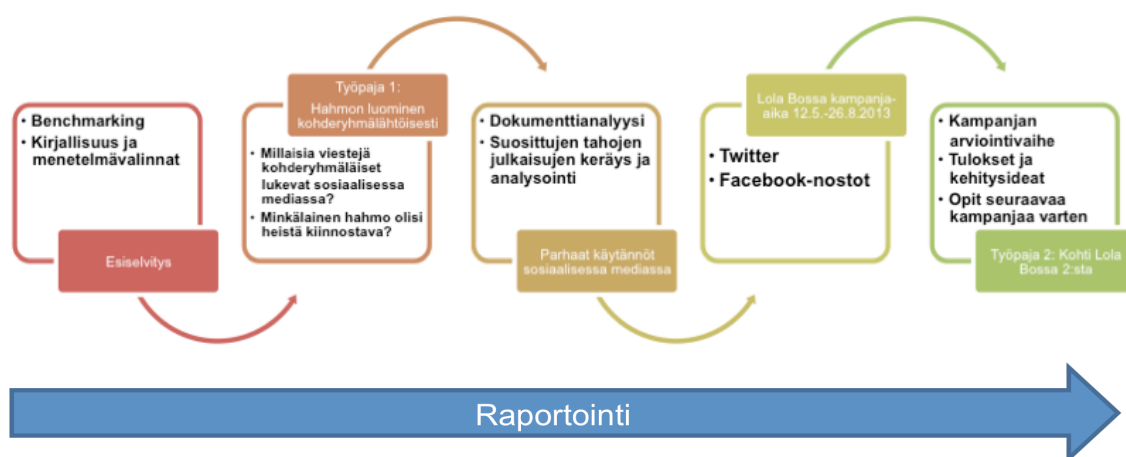 • Benchmarking
• Kirjallisuus ja
menetelmävalinnat
Esiselvitys
Työpaja 1:
Hahmon luominen
kohderyhmälähtöisesti
• Millaisia viestejä
kohderyhmäläiset
lukevat sosiaalisessa
mediassa?
• Minkälainen hahmo olisi
heistä kiinnostava?
• Dokumenttianalyysi
• Suosittujen tahojen
julkaisujen keräys ja
analysointi
Parhaat käytännöt
sosiaalisessa mediassa
Lola Bossa kampanja-
aika 12.5.-26.8.2013
• Twitter
• Facebook-nostot
• Kampanjan
arviointivaihe
• Tulokset ja
kehitysideat
• Opit seuraavaa
kampanjaa varten
Työpaja 2: Kohti Lola
Bossa 2:sta
Raportointi